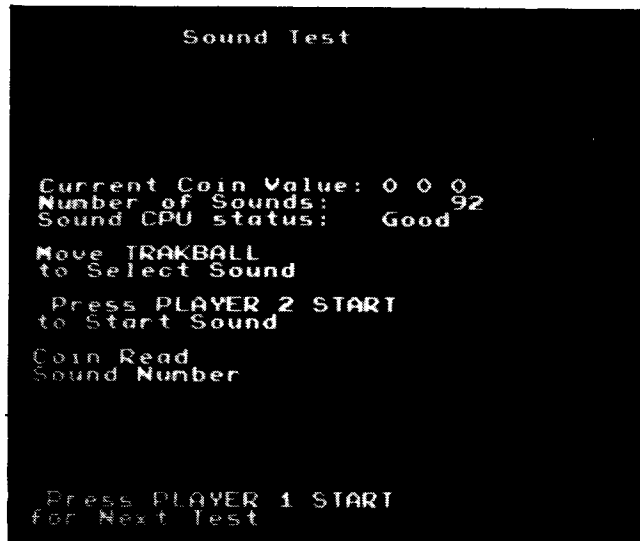 Sound Test
Current Coin Value: 0 0 0
Number of Sounds: 92
Sound CPU status: Good
Move TRAKBALL
to Select Sound
Press PLAYER 2 START
to Start Sound
Coin Read
Sound Number
Press PLAYER 1 START
for Next Test